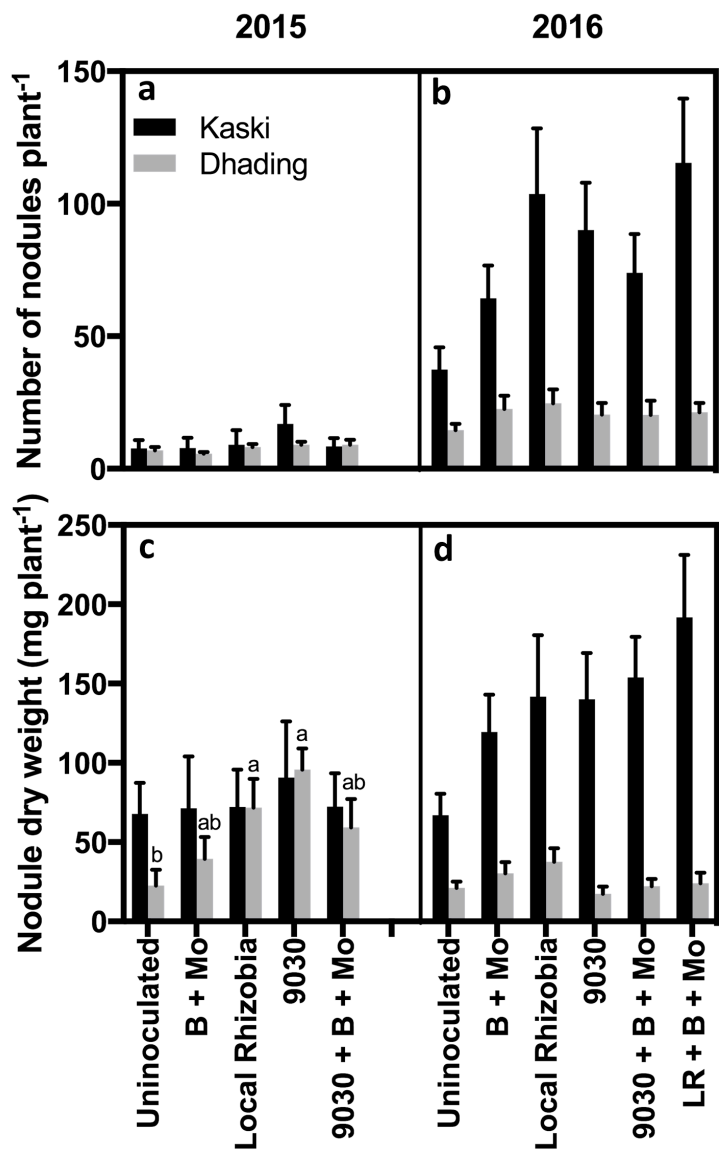 2015
2016
Number of nodules plant-1
150
100
50
0
a
Kaski
Dhading
b
Nodule dry weight (mg plant-1)
250
200
150
100
50
0
c
b
ab
a
a
ab
d
Uninoculated
B + Mo
Local Rhizobia
9030
9030 + B + Mo
Uninoculated
B + Mo
Local Rhizobia
9030
9030 + B + Mo
LR + B + Mo